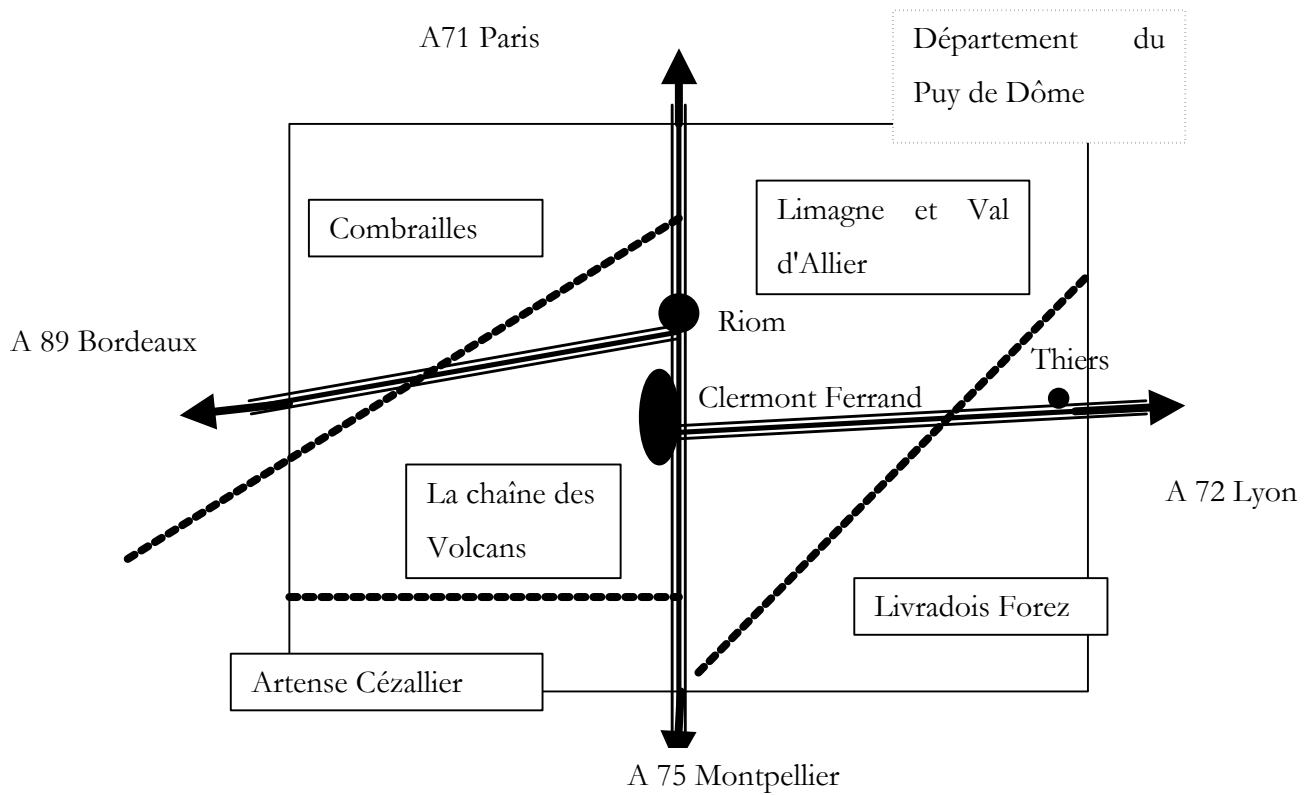 A71 Paris
Département du
Puy de Dôme
Combrailles
Limagne et Val
d'Allier
A 89 Bordeaux
Riom
Thiers
Clermont Ferrand
La chaîne des
Volcans
A 72 Lyon
Livradois Forez
Artense Cézallier
A 75 Montpellier